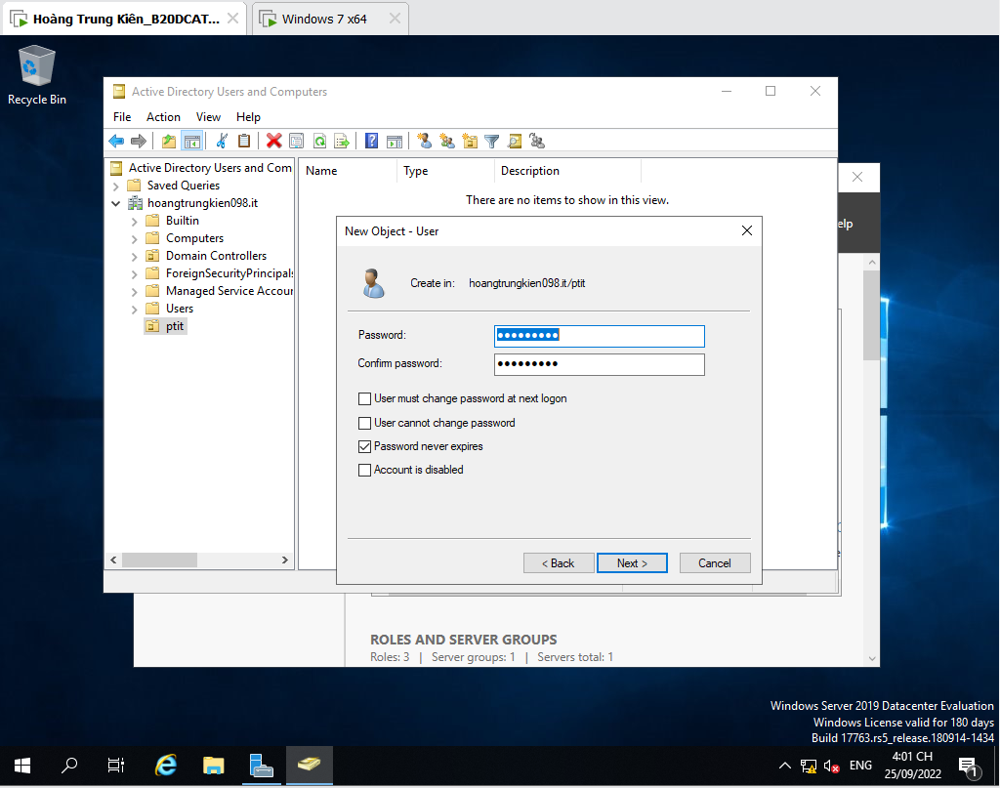 Hoàng Trung Kiên_B20DCAT...
Windows 7 x64
Recycle Bin
Active Directory Users and Computers
File Action View Help
Active Directory Users and Com
Saved Queries
hoangtrungkien098.it
Builtin
Computers
Domain Controllers
ForeignSecurityPrincipals
Managed Service Accour
Users
ptit
Name Type Description
There are no items to show in this view.
New Object - User
Create in: hoangtrungkien098.it/ptit
Password: •••••••••
Confirm password: •••••••••
User must change password at next logon
User cannot change password
Password never expires
Account is disabled
< Back Next > Cancel
elp
ROLES AND SERVER GROUPS
Roles: 3 | Server groups: 1 | Servers total: 1
Windows Server 2019 Datacenter Evaluation
Windows License valid for 180 days
Build 17763.rs5_release.180914-1434
ENG
4:01 CH
25/09/2022
1